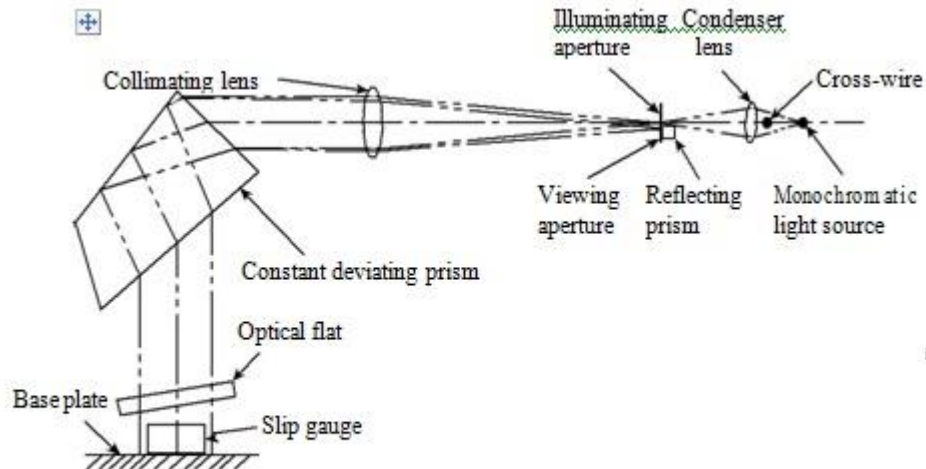 Illuminating Condenser
aperture lens
Collimating lens
Cross-wire
Viewing Reflecting Monochromatic
aperture prism light source
Constant deviating prism
Optical flat
Base plate
Slip gauge